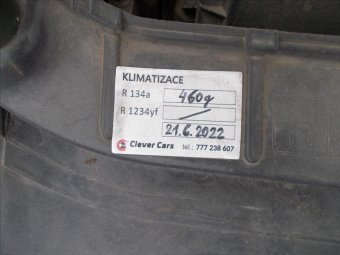 KLIMATIZACE
R 134a 460g
R 1234yf —
21.6.2022
Clever Cars tel.: 777 238 607